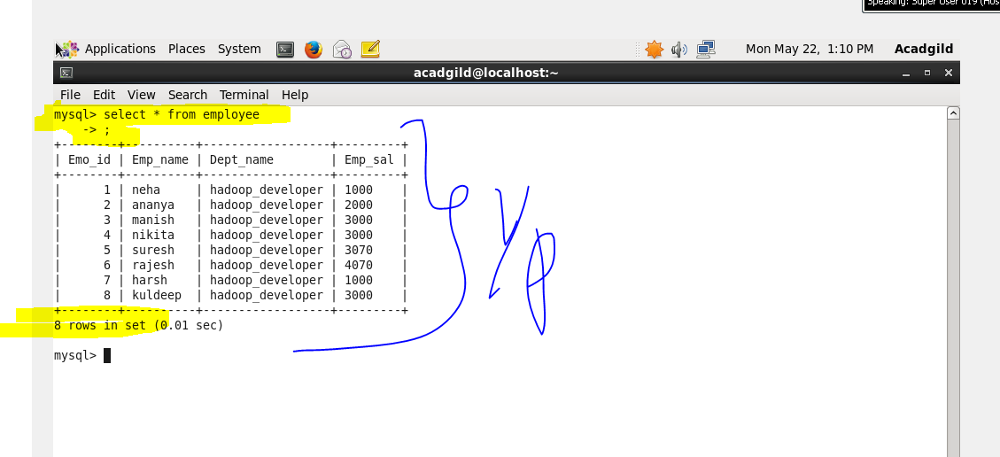 Speaking: Super User 019 (Hos
Applications Places System Mon May 22, 1:10 PM Acadgild
acadgild@localhost:~
File Edit View Search Terminal Help
mysql> select * from employee
-> ;
+--------+----------+-----------------+---------+
| Emo_id | Emp_name | Dept_name | Emp_sal |
+--------+----------+-----------------+---------+
| 1 | neha | hadoop_developer | 1000 |
| 2 | ananya | hadoop_developer | 2000 |
| 3 | manish | hadoop_developer | 3000 |
| 4 | nikita | hadoop_developer | 3000 |
| 5 | suresh | hadoop_developer | 3070 |
| 6 | rajesh | hadoop_developer | 4070 |
| 7 | harsh | hadoop_developer | 1000 |
| 8 | kuldeep | hadoop_developer | 3000 |
+--------+----------+-----------------+---------+
8 rows in set (0.01 sec)
mysql>